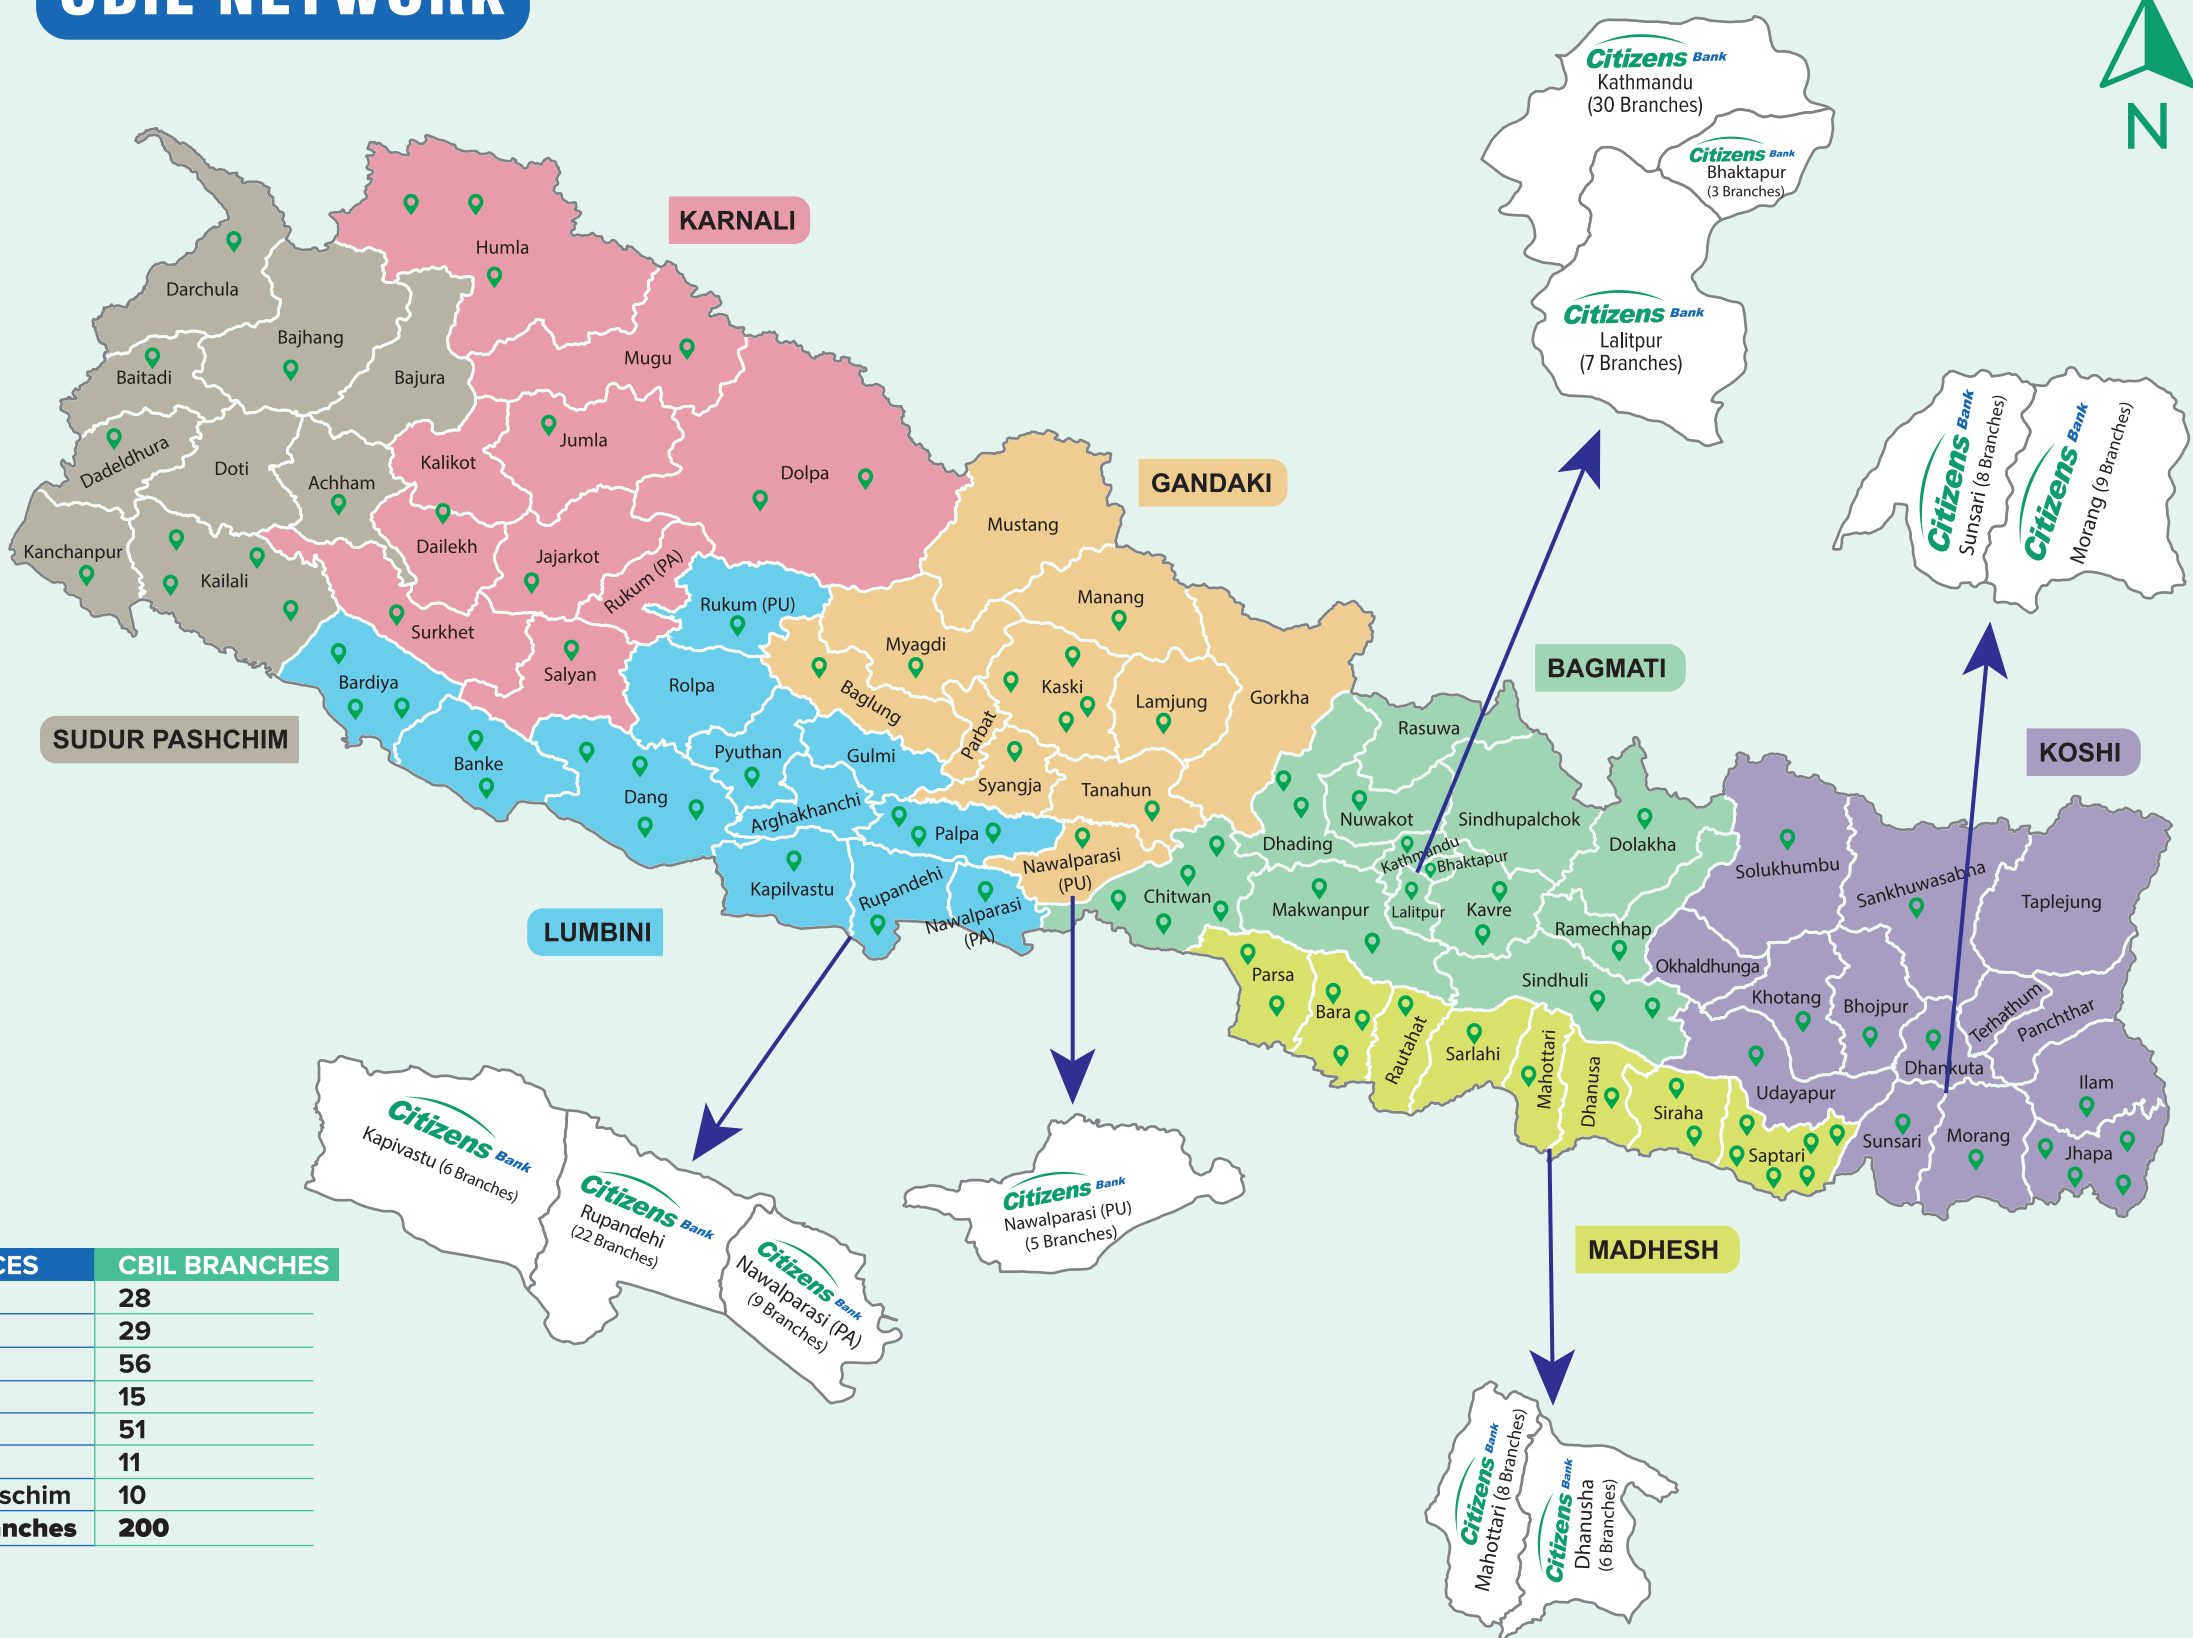 CBIL NETWORK
Citizens Bank
Kathmandu
(30 Branches)
Citizens Bank
Bhaktapur
(3 Branches)
Citizens Bank
Lalitpur
(7 Branches)
N
KARNALI
Humla
Darchula
Bajhang
Mugu
Baitadi
Bajura
Jumla
Dadeldhura
Doti
Kalikot
Achham
Dolpa
GANDAKI
Mustang
Kanchanpur
Kailali
Dailekh
Jajarkot
Rukum (PA)
Rukum (PU)
Manang
Surkhet
Myagdi
Salyan
Bardiya
Rolpa
Kaski
Baglung
Lamjung
Gorkha
Parbat
SUDUR PASHCHIM
Banke
Pyuthan
Gulmi
Syangja
Tanahun
Dang
Arghakhanchi
Palpa
Nawalparasi
(PU)
Kapilvastu
Rupandehi
Nawalparasi
(PA)
LUMBINI
BAGMATI
Rasuwa
Nuwakot
Sindhupalchok
Dhading
Dolakha
Kathmandu
Bhaktapur
Chitwan
Makwanpur
Lalitpur
Kavre
Ramechhap
Sindhuli
Citizens Bank
Sunsari (8 Branches)
Citizens Bank
Morang (9 Branches)
KOSHI
Solukhumbu
Sankhuwasabha
Taplejung
Okhaldhunga
Khotang
Bhojpur
Terhathum
Panchthar
Dhankuta
Ilam
Udayapur
Sunsari
Morang
Jhapa
Parsa
Bara
Rautahat
Sarlahi
Mahottari
Dhanusa
Siraha
Saptari
MADHESH
Citizens Bank
Kapivastu (6 Branches)
Citizens Bank
Rupandehi
(22 Branches)
Citizens Bank
Nawalparasi (PA)
(9 Branches)
Citizens Bank
Nawalparasi (PU)
(5 Branches)
Citizens Bank
Mahottari (8 Branches)
Citizens Bank
Dhanusha
(6 Branches)
CES CBIL BRANCHES
28
29
56
15
51
11
schim 10
nches 200